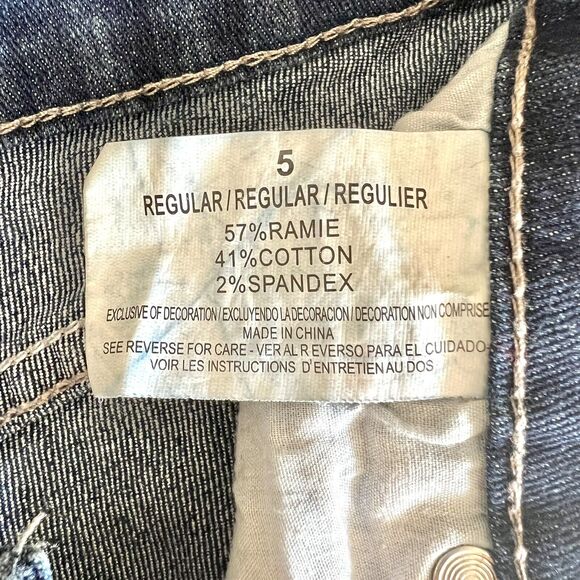 5
REGULAR/REGULAR/REGULIER
57%RAMIE
41%COTTON
2%SPANDEX
EXCLUSIVE OF DECORATION/EXCLUYENDO LA DECORACION/DECORATION NON COMPRISE
MADE IN CHINA
SEE REVERSE FOR CARE - VER AL R EVERSO PARA EL CUIDADO-
VOIR LES INSTRUCTIONS D'ENTRETIEN AU DOS